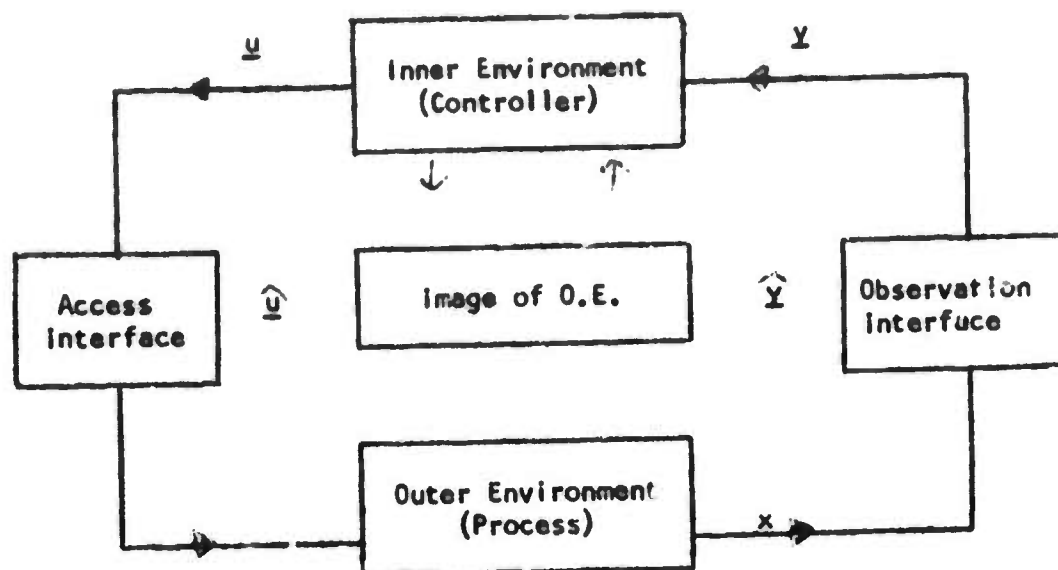 u
Inner Environment
(Controller)
y
Access
interface
û
image of O.E.
ŷ
Observation
interface
Outer Environment
(Process)
x